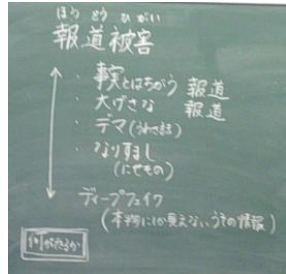 ほう どう ひがい
報道被害
・事実とはちがう 報道
・大げさな 報道
・デマ(うわさ話)
・なりすまし
(にせもの)
ディープフェイク
(本物にしか見えないうその情報)